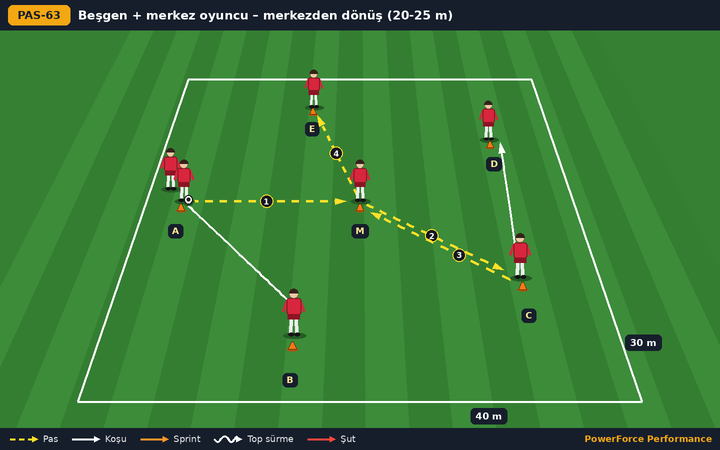 PAS-63
Beşgen + merkez oyuncu – merkezden dönüş (20-25 m)
E
D
4
A
1
M
2
3
C
B
30 m
40 m
Pas
Koşu
Sprint
Top sürme
Şut
PowerForce Performance